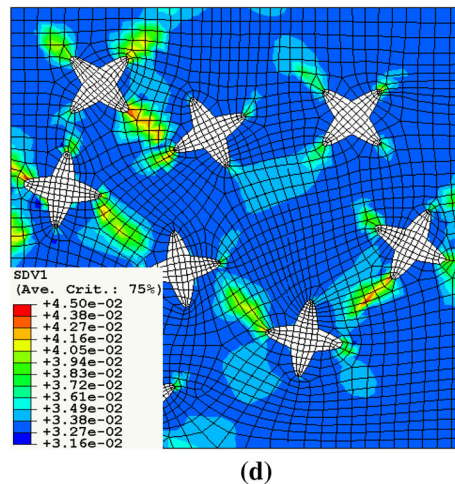 SDV1
(Ave. Crit.: 75%)
+4.50e-02
+4.38e-02
+4.27e-02
+4.16e-02
+4.05e-02
+3.94e-02
+3.83e-02
+3.72e-02
+3.61e-02
+3.49e-02
+3.38e-02
+3.27e-02
+3.16e-02
(d)